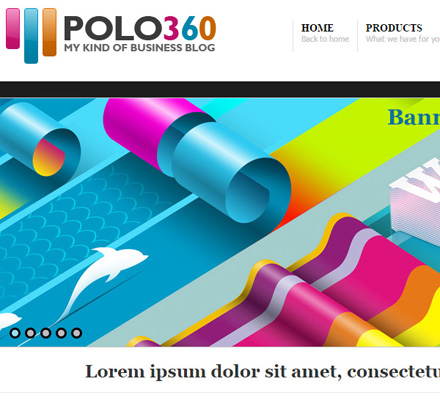 POLO360
MY KIND OF BUSINESS BLOG
HOME
Back to home
PRODUCTS
What we have for you
Bann
W
Lorem ipsum dolor sit amet, consectetu